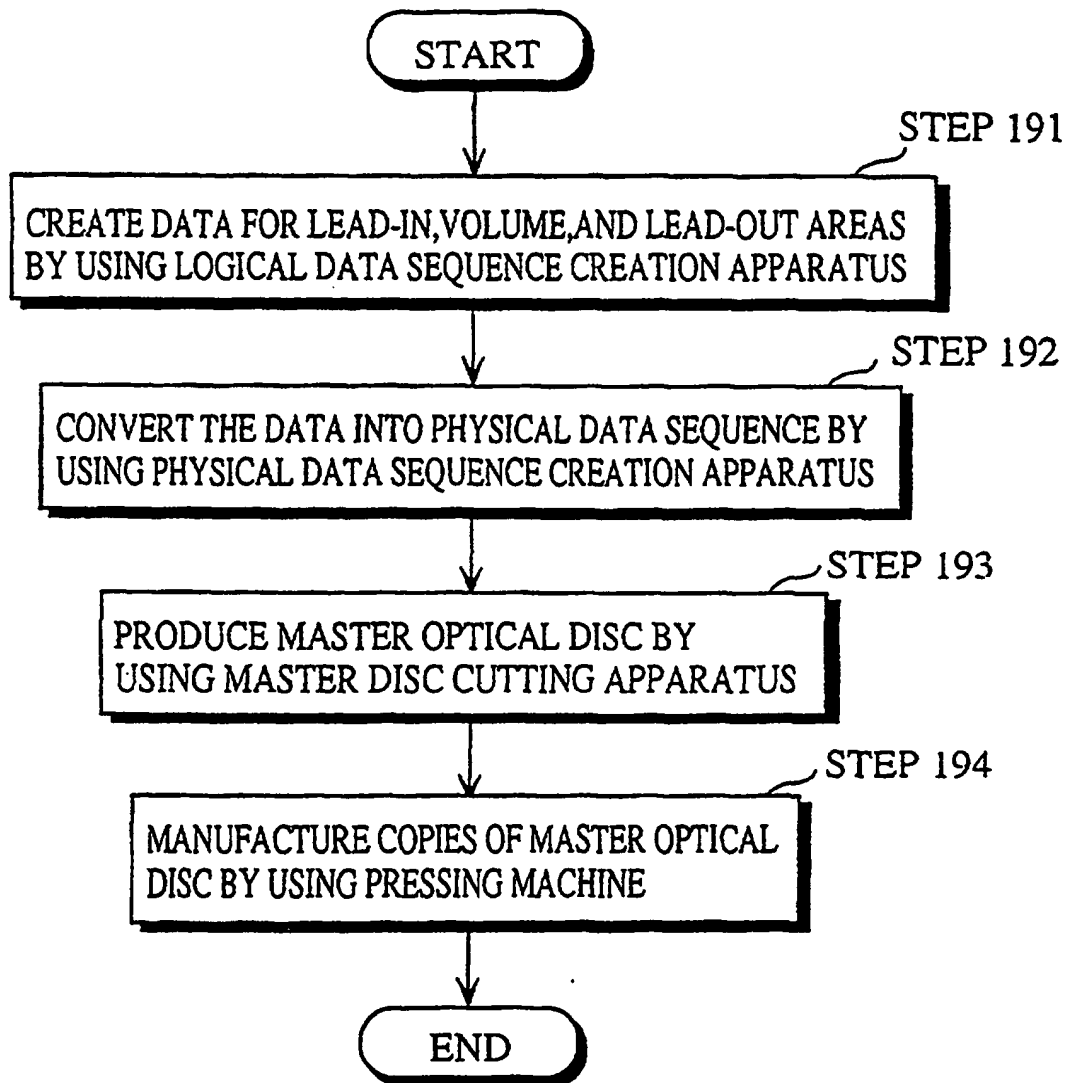 START
STEP 191
CREATE DATA FOR LEAD-IN,VOLUME,AND LEAD-OUT AREAS
BY USING LOGICAL DATA SEQUENCE CREATION APPARATUS
STEP 192
CONVERT THE DATA INTO PHYSICAL DATA SEQUENCE BY
USING PHYSICAL DATA SEQUENCE CREATION APPARATUS
STEP 193
PRODUCE MASTER OPTICAL DISC BY
USING MASTER DISC CUTTING APPARATUS
STEP 194
MANUFACTURE COPIES OF MASTER OPTICAL
DISC BY USING PRESSING MACHINE
END